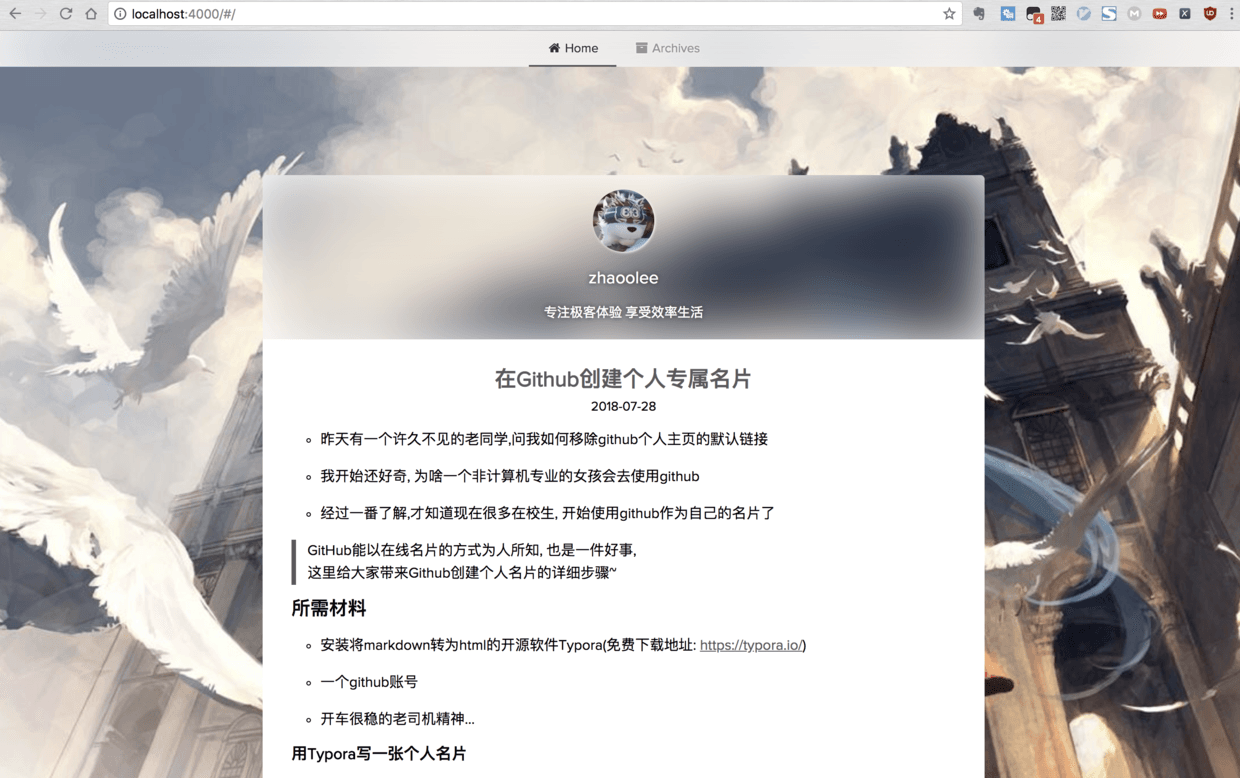 localhost:4000/#/
4
Home
Archives
zhaoolee
专注极客体验 享受效率生活
在Github创建个人专属名片
2018-07-28
昨天有一个许久不见的老同学,问我如何移除github个人主页的默认链接
我开始还好奇, 为啥一个非计算机专业的女孩会去使用github
经过一番了解,才知道现在很多在校生, 开始使用github作为自己的名片了
GitHub能以在线名片的方式为人所知, 也是一件好事,
这里给大家带来Github创建个人名片的详细步骤~
所需材料
安装将markdown转为html的开源软件Typora(免费下载地址: https://typora.io/)
一个github账号
开车很稳的老司机精神...
用Typora写一张个人名片